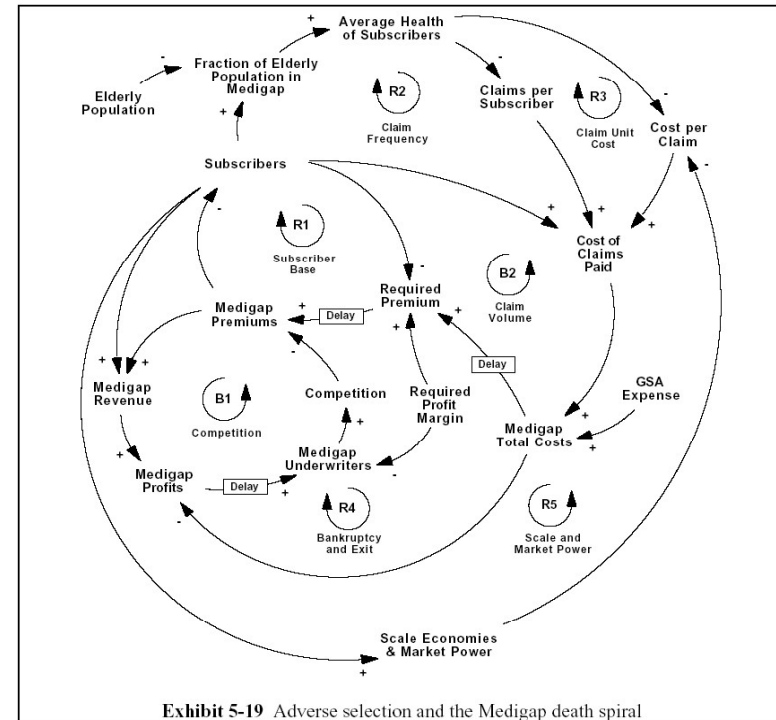 Average Health
of Subscribers
Fraction of Elderly
Population in
Medigap
Elderly
Population
Claims per
Subscriber
Cost per
Claim
R2
Claim
Frequency
R3
Claim Unit
Cost
Subscribers
R1
Subscriber
Base
Cost of
Claims
Paid
B2
Claim
Volume
Required
Premium
Medigap
Premiums
Delay
Delay
Medigap
Revenue
B1
Competition
Competition
Required
Profit
Margin
GSA
Expense
Medigap
Total Costs
Medigap
Underwriters
Medigap
Profits
Delay
R4
Bankruptcy
and Exit
R5
Scale and
Market Power
Scale Economies
& Market Power
+
-
+
-
-
+
-
-
+
+
+
-
-
+
+
+
-
+
+
+
+
+
+
+
-
-
+
Exhibit 5-19 Adverse selection and the Medigap death spiral